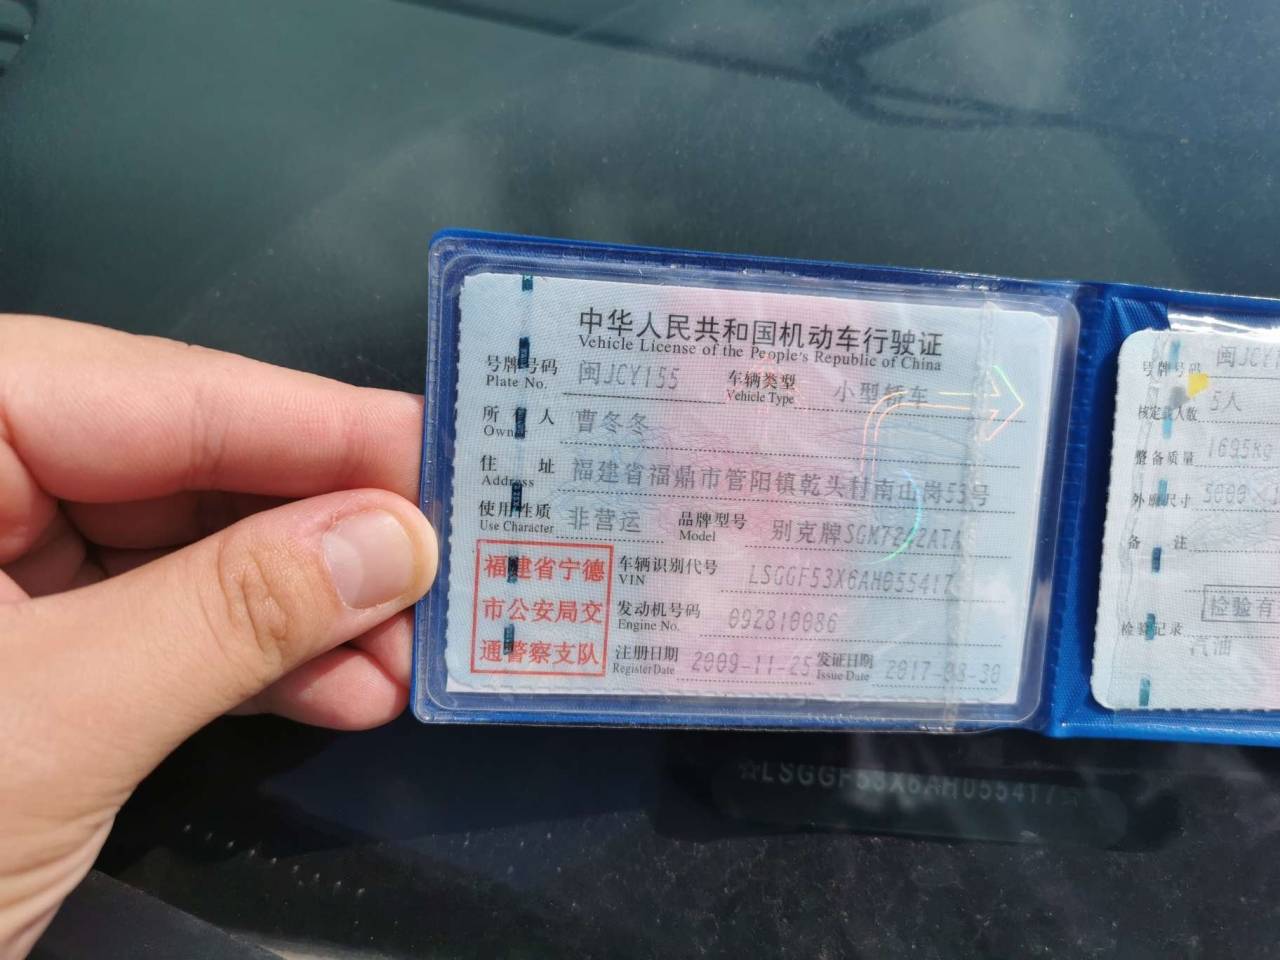 中华人民共和国机动车行驶证
Vehicle License of the People's Republic of China
号牌号码 闽JCY155 车辆类型 小型轿车
Plate No. Vehicle Type
所有人 曹冬冬
Owner
住址 福建省福鼎市管阳镇乾头村南山岗53号
Address
使用性质 非营运 品牌型号 别克牌SGM7242ATA
Use Character Model
福建省宁德
市公安局交
通警察支队
车辆识别代号 LSGGF53X6AH055417
VIN
发动机号码 092810086
Engine No.
注册日期 2009-11-25 发证日期 2017-08-30
Register Date Issue Date
号牌号码 闽JCY1
核定载人数 5人
整备质量 1695kg
外廓尺寸 5000×1
备注
检验有
检验记录
汽油
☆LSGGF53X6AH055417☆